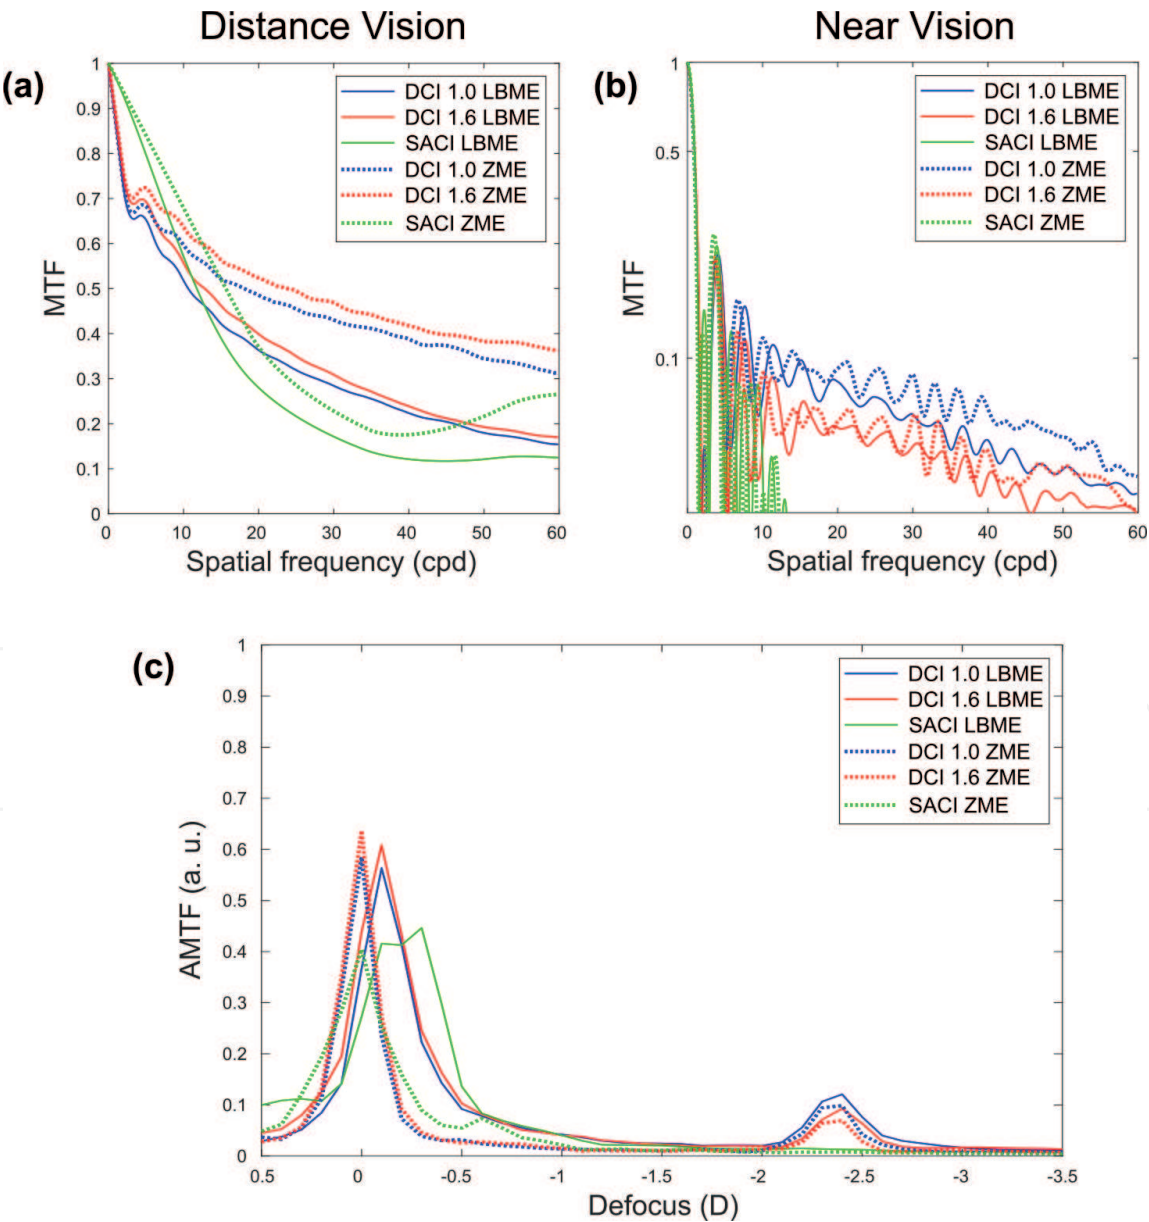 Distance Vision
Near Vision
(a)
1
0.9
0.8
0.7
0.6
0.5
0.4
0.3
0.2
0.1
0
MTF
DCI 1.0 LBME
DCI 1.6 LBME
SACI LBME
DCI 1.0 ZME
DCI 1.6 ZME
SACI ZME
0 10 20 30 40 50 60
Spatial frequency (cpd)
(b)
1
0.5
0.1
MTF
DCI 1.0 LBME
DCI 1.6 LBME
SACI LBME
DCI 1.0 ZME
DCI 1.6 ZME
SACI ZME
0 10 20 30 40 50 60
Spatial frequency (cpd)
(c)
1
0.9
0.8
0.7
0.6
0.5
0.4
0.3
0.2
0.1
0
AMTF (a. u.)
DCI 1.0 LBME
DCI 1.6 LBME
SACI LBME
DCI 1.0 ZME
DCI 1.6 ZME
SACI ZME
0.5 0 -0.5 -1 -1.5 -2 -2.5 -3 -3.5
Defocus (D)